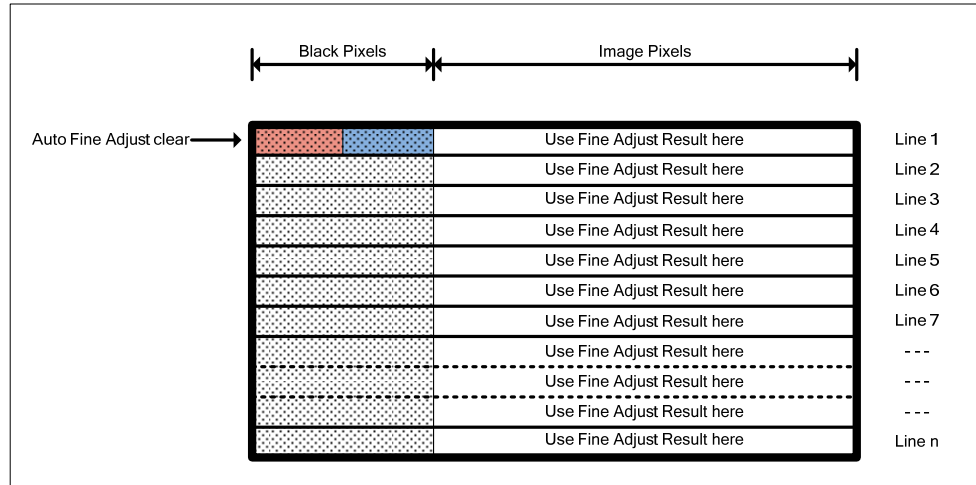 Black Pixels Image Pixels
Auto Fine Adjust clear Use Fine Adjust Result here Line 1
Use Fine Adjust Result here Line 2
Use Fine Adjust Result here Line 3
Use Fine Adjust Result here Line 4
Use Fine Adjust Result here Line 5
Use Fine Adjust Result here Line 6
Use Fine Adjust Result here Line 7
Use Fine Adjust Result here ---
Use Fine Adjust Result here ---
Use Fine Adjust Result here ---
Use Fine Adjust Result here Line n